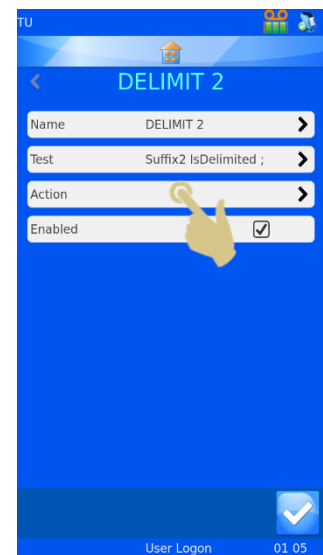 TU
DELIMIT 2
Name DELIMIT 2
Test Suffix2 IsDelimited ;
Action
Enabled
User Logon 01 05